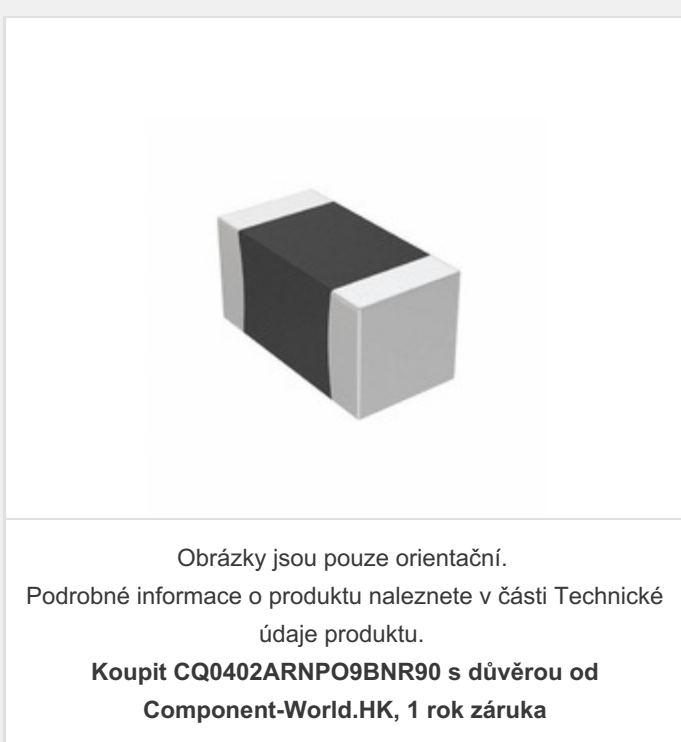 Obrázky jsou pouze orientační.
Podrobné informace o produktu naleznete v části Technické
údaje produktu.
Koupit CQ0402ARNPO9BNR90 s důvěrou od
Component-World.HK, 1 rok záruka